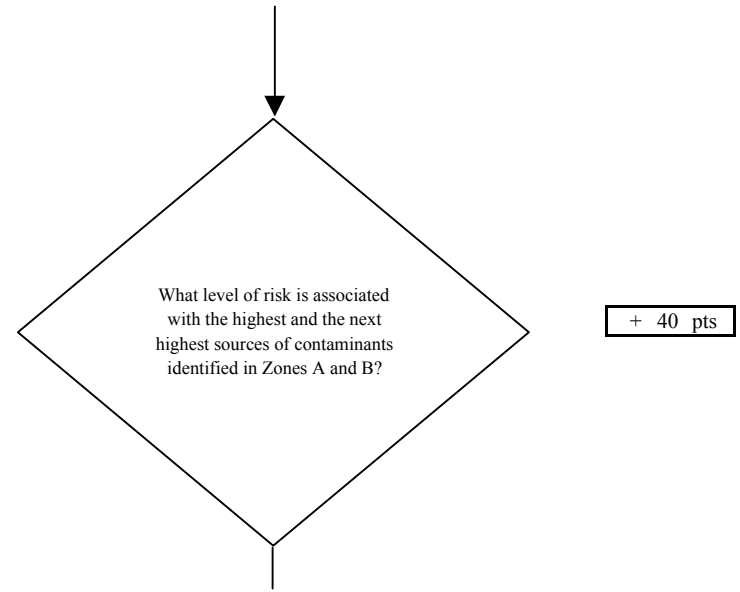 What level of risk is associated
with the highest and the next
highest sources of contaminants
identified in Zones A and B?
+ 40 pts